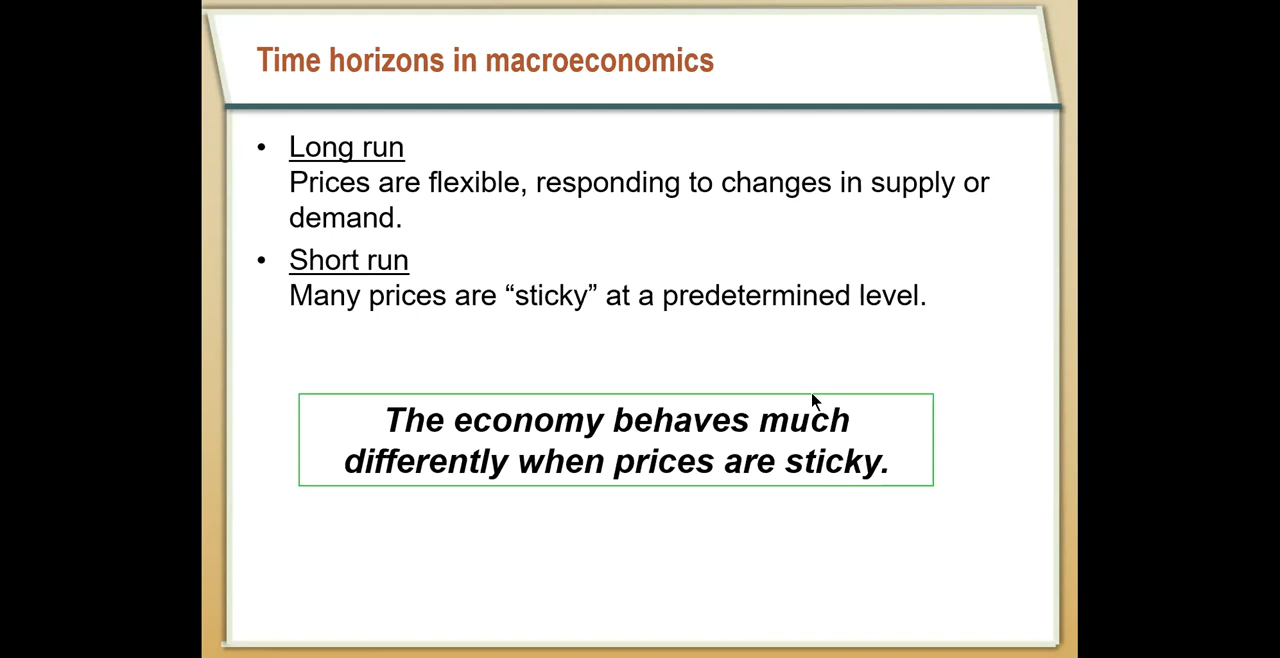 Time horizons in macroeconomics
• Long run
Prices are flexible, responding to changes in supply or
demand.
• Short run
Many prices are “sticky” at a predetermined level.
The economy behaves much
differently when prices are sticky.